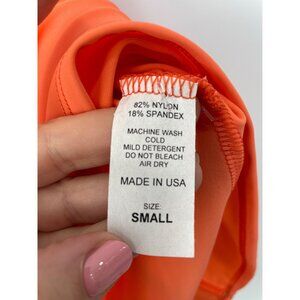 82% NYLON
18% SPANDEX
MACHINE WASH
COLD
MILD DETERGENT
DO NOT BLEACH
AIR DRY
MADE IN USA
SIZE:
SMALL